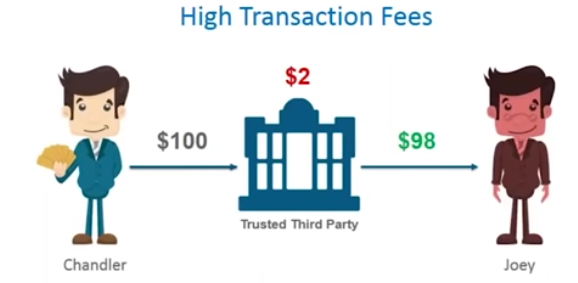 High Transaction Fees
$2
$100
$98
Trusted Third Party
Chandler
Joey